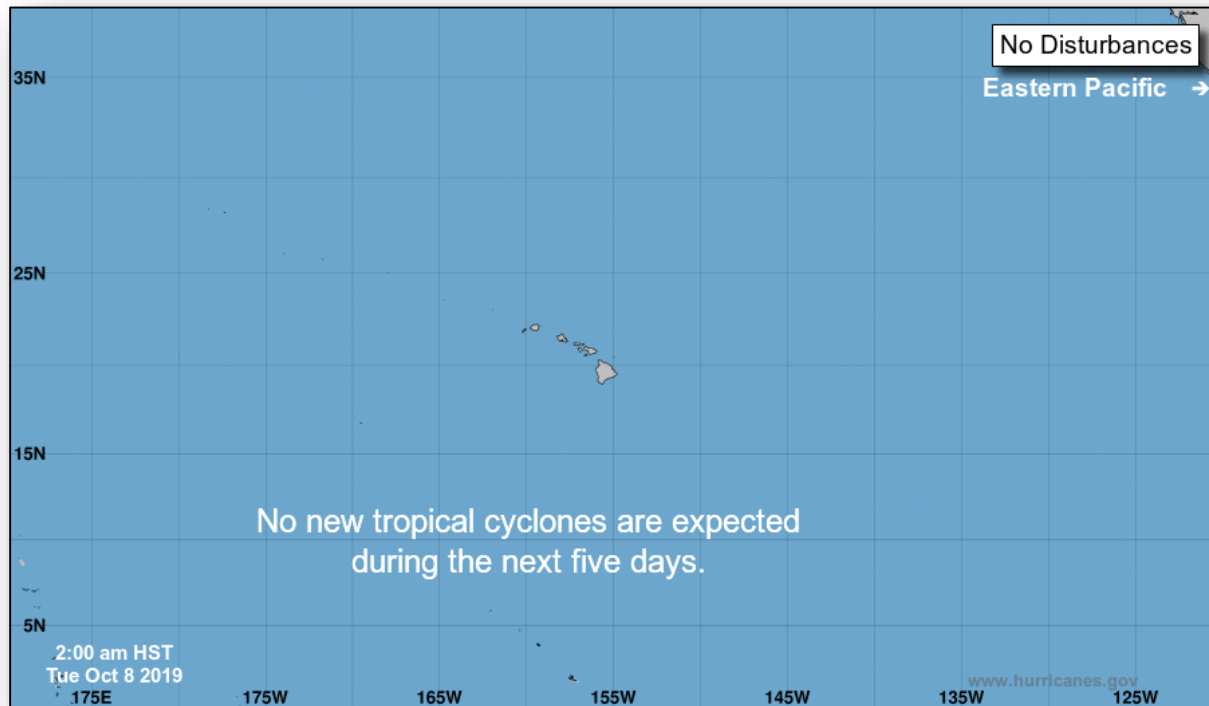 No Disturbances
Eastern Pacific →
35N
25N
15N
No new tropical cyclones are expected
during the next five days.
5N
2:00 am HST
Tue Oct 8 2019
www.hurricanes.gov
175E 175W 165W 155W 145W 135W 125W